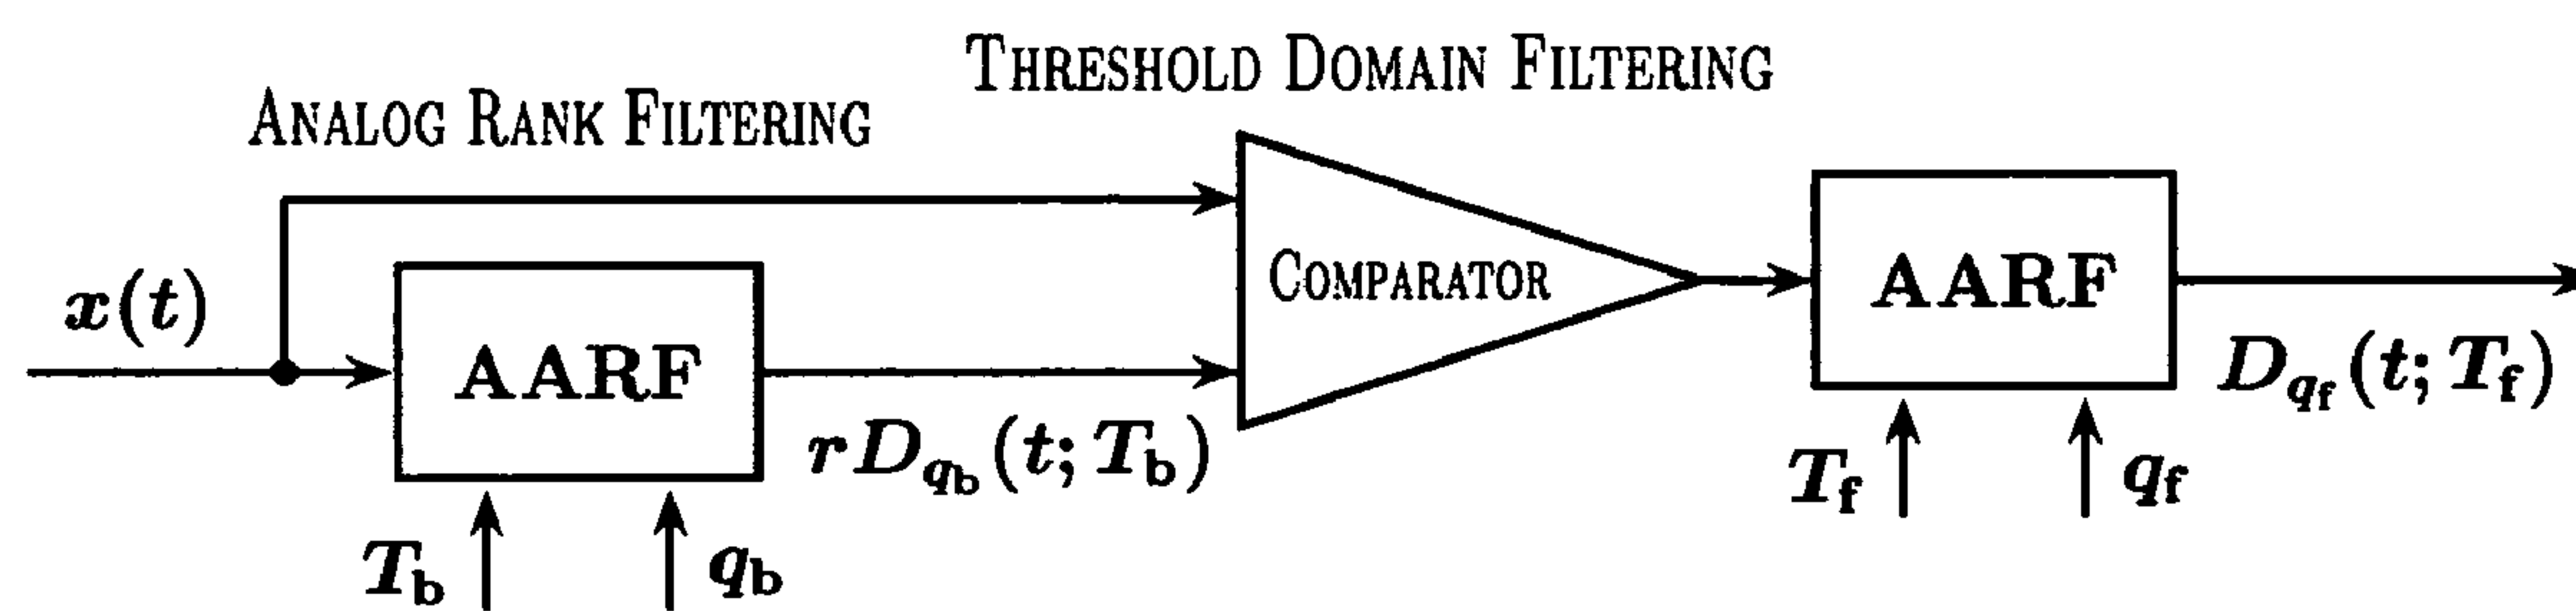 THRESHOLD DOMAIN FILTERING
ANALOG RANK FILTERING
x(t)
AARF
rD_{q_b}(t; T_b)
T_b
q_b
COMPARATOR
AARF
D_{q_f}(t; T_f)
T_f
q_f